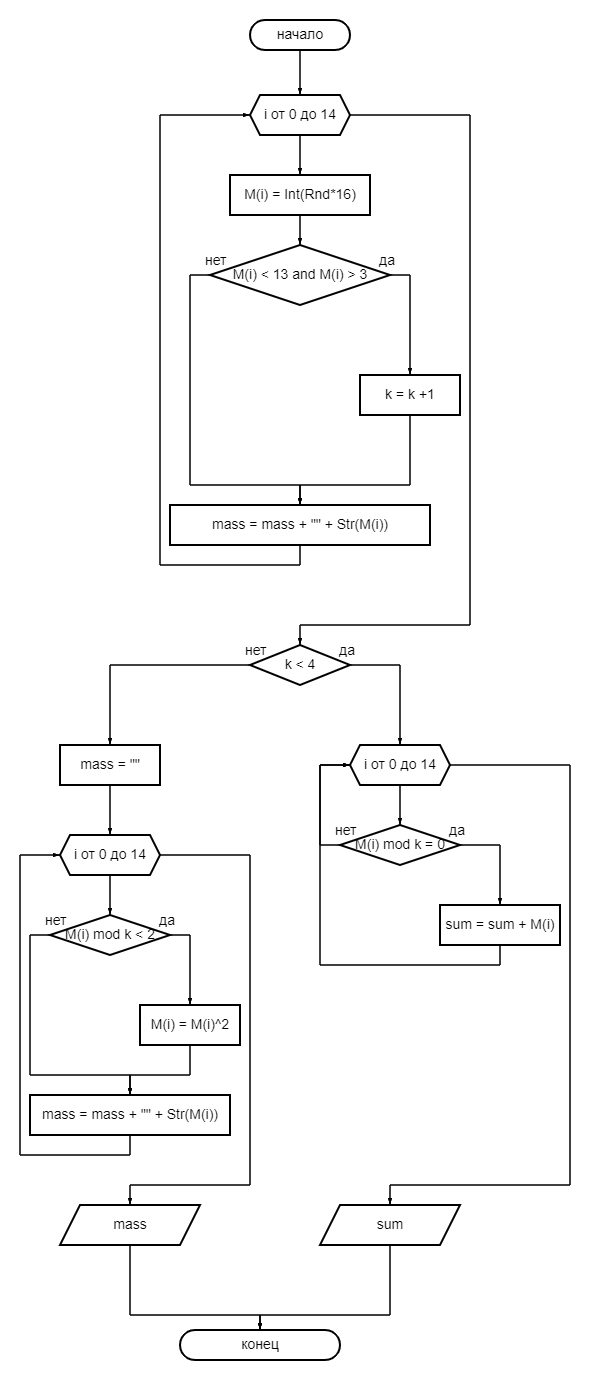 начало
i от 0 до 14
M(i) = Int(Rnd*16)
нет
да
M(i) < 13 and M(i) > 3
k = k +1
mass = mass + "" + Str(M(i))
нет
да
k < 4
mass = ""
i от 0 до 14
i от 0 до 14
нет
да
M(i) mod k = 0
нет
да
M(i) mod k < 2
sum = sum + M(i)
M(i) = M(i)^2
mass = mass + "" + Str(M(i))
mass
sum
конец